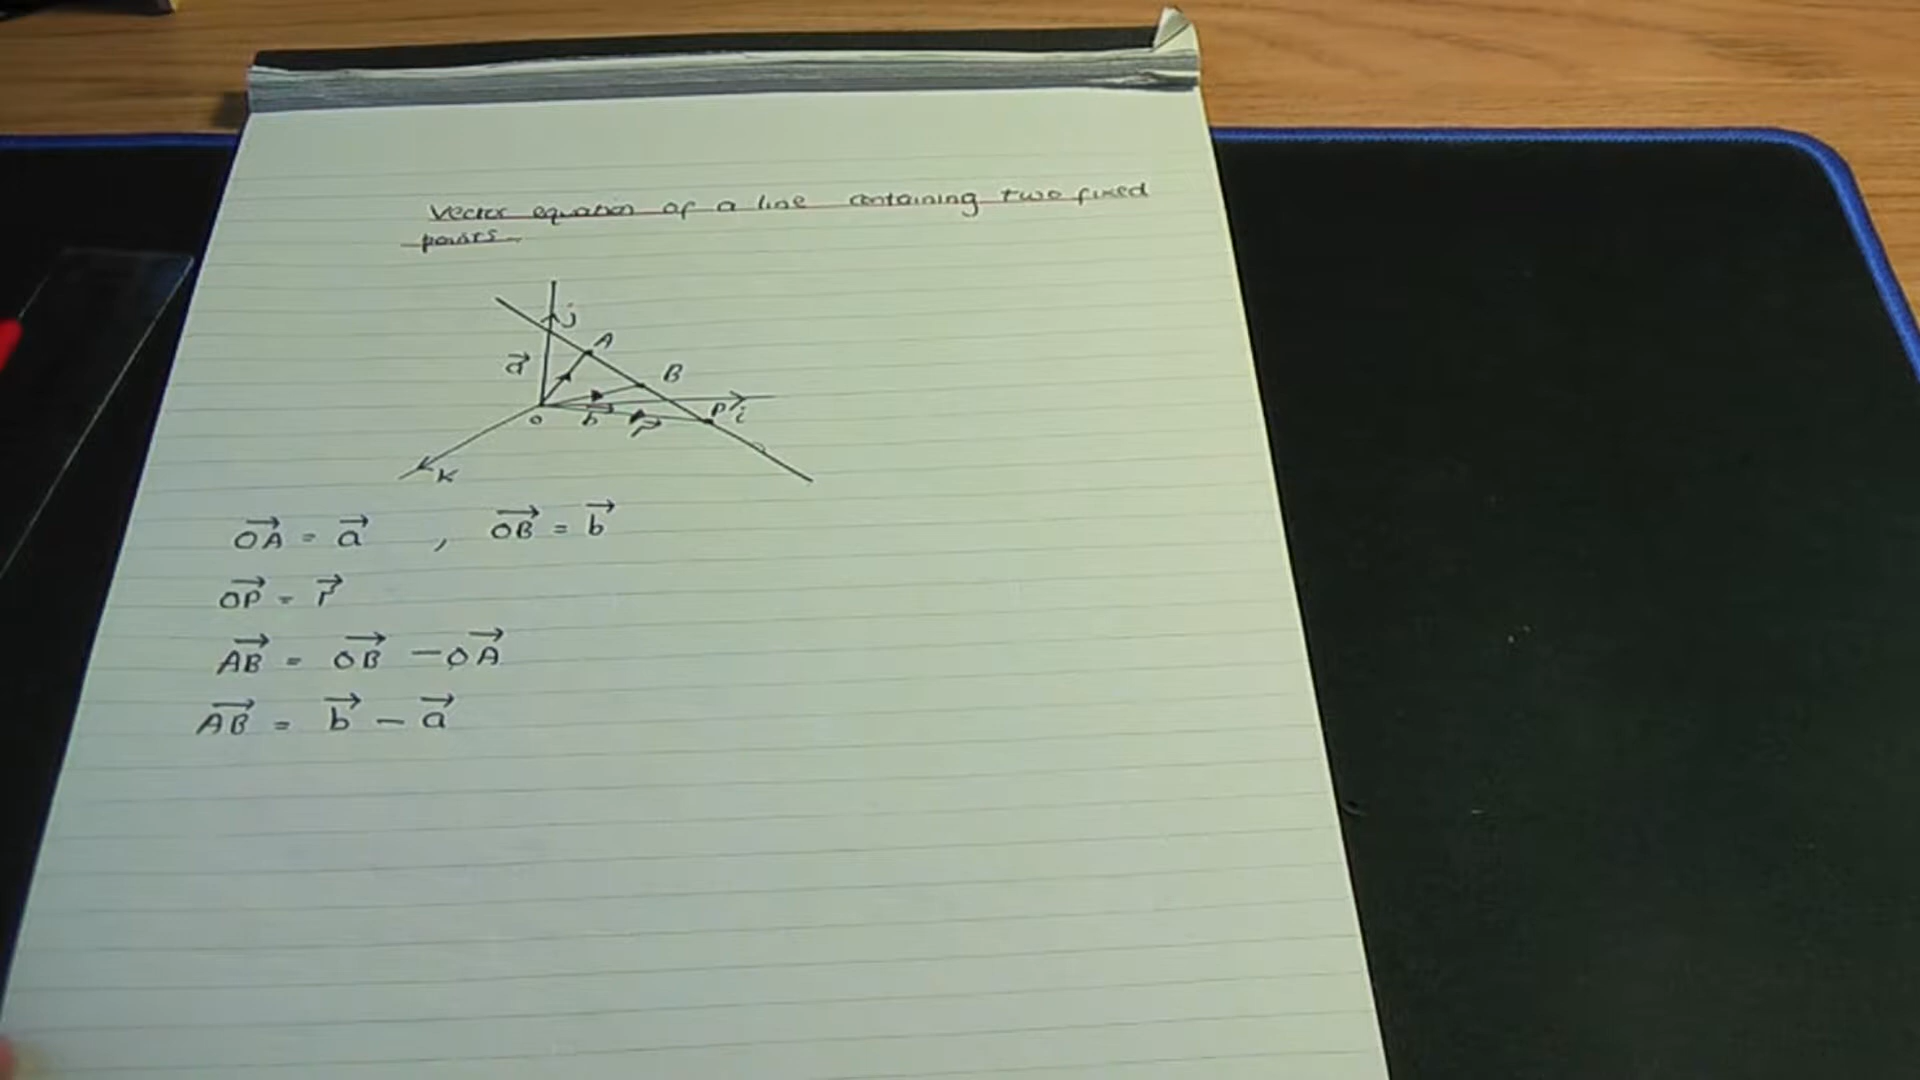 Vector equation of a line containing two fixed
points
j
A
a⃗
B
P
i
o
b⃗
r⃗
K
OA⃗ = a⃗ , OB⃗ = b⃗
OP⃗ = r⃗
AB⃗ = OB⃗ − OA⃗
AB⃗ = b⃗ − a⃗